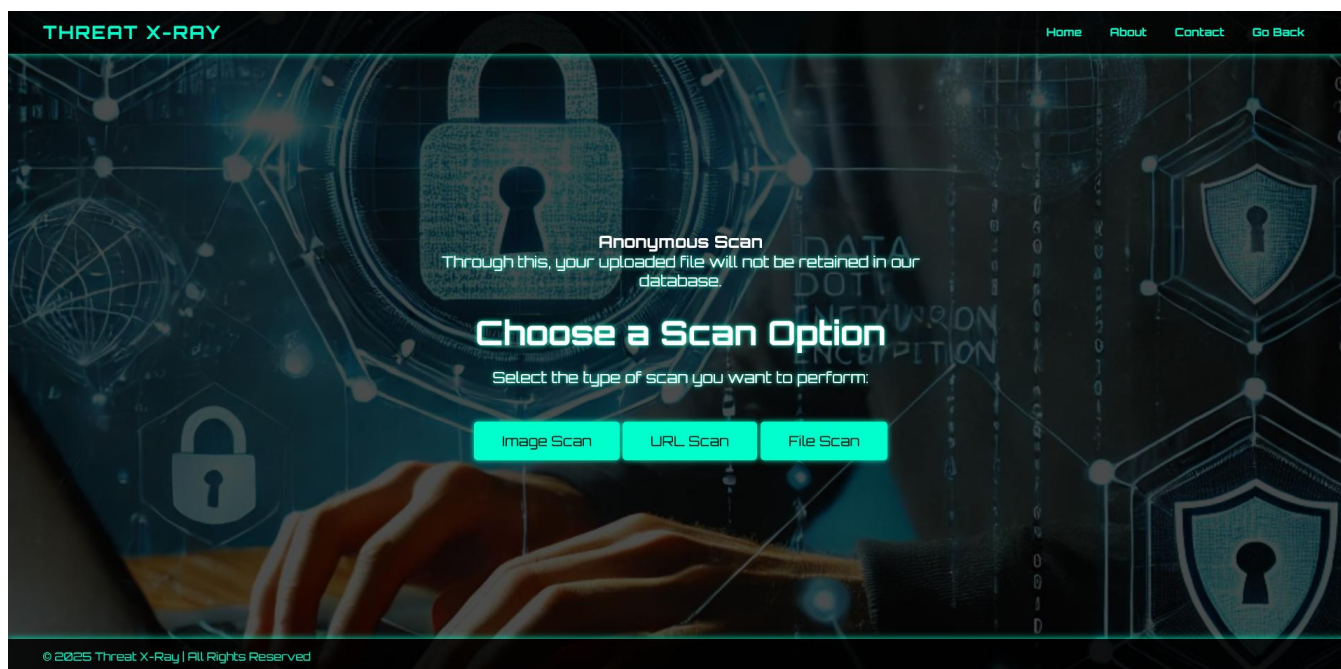 THREAT X-RAY
Home About Contact Go Back
Anonymous Scan
Through this, your uploaded file will not be retained in our
database.
DATA
Choose a Scan Option
Select the type of scan you want to perform:
Image Scan URL Scan File Scan
© 2025 Threat X-Ray | All Rights Reserved